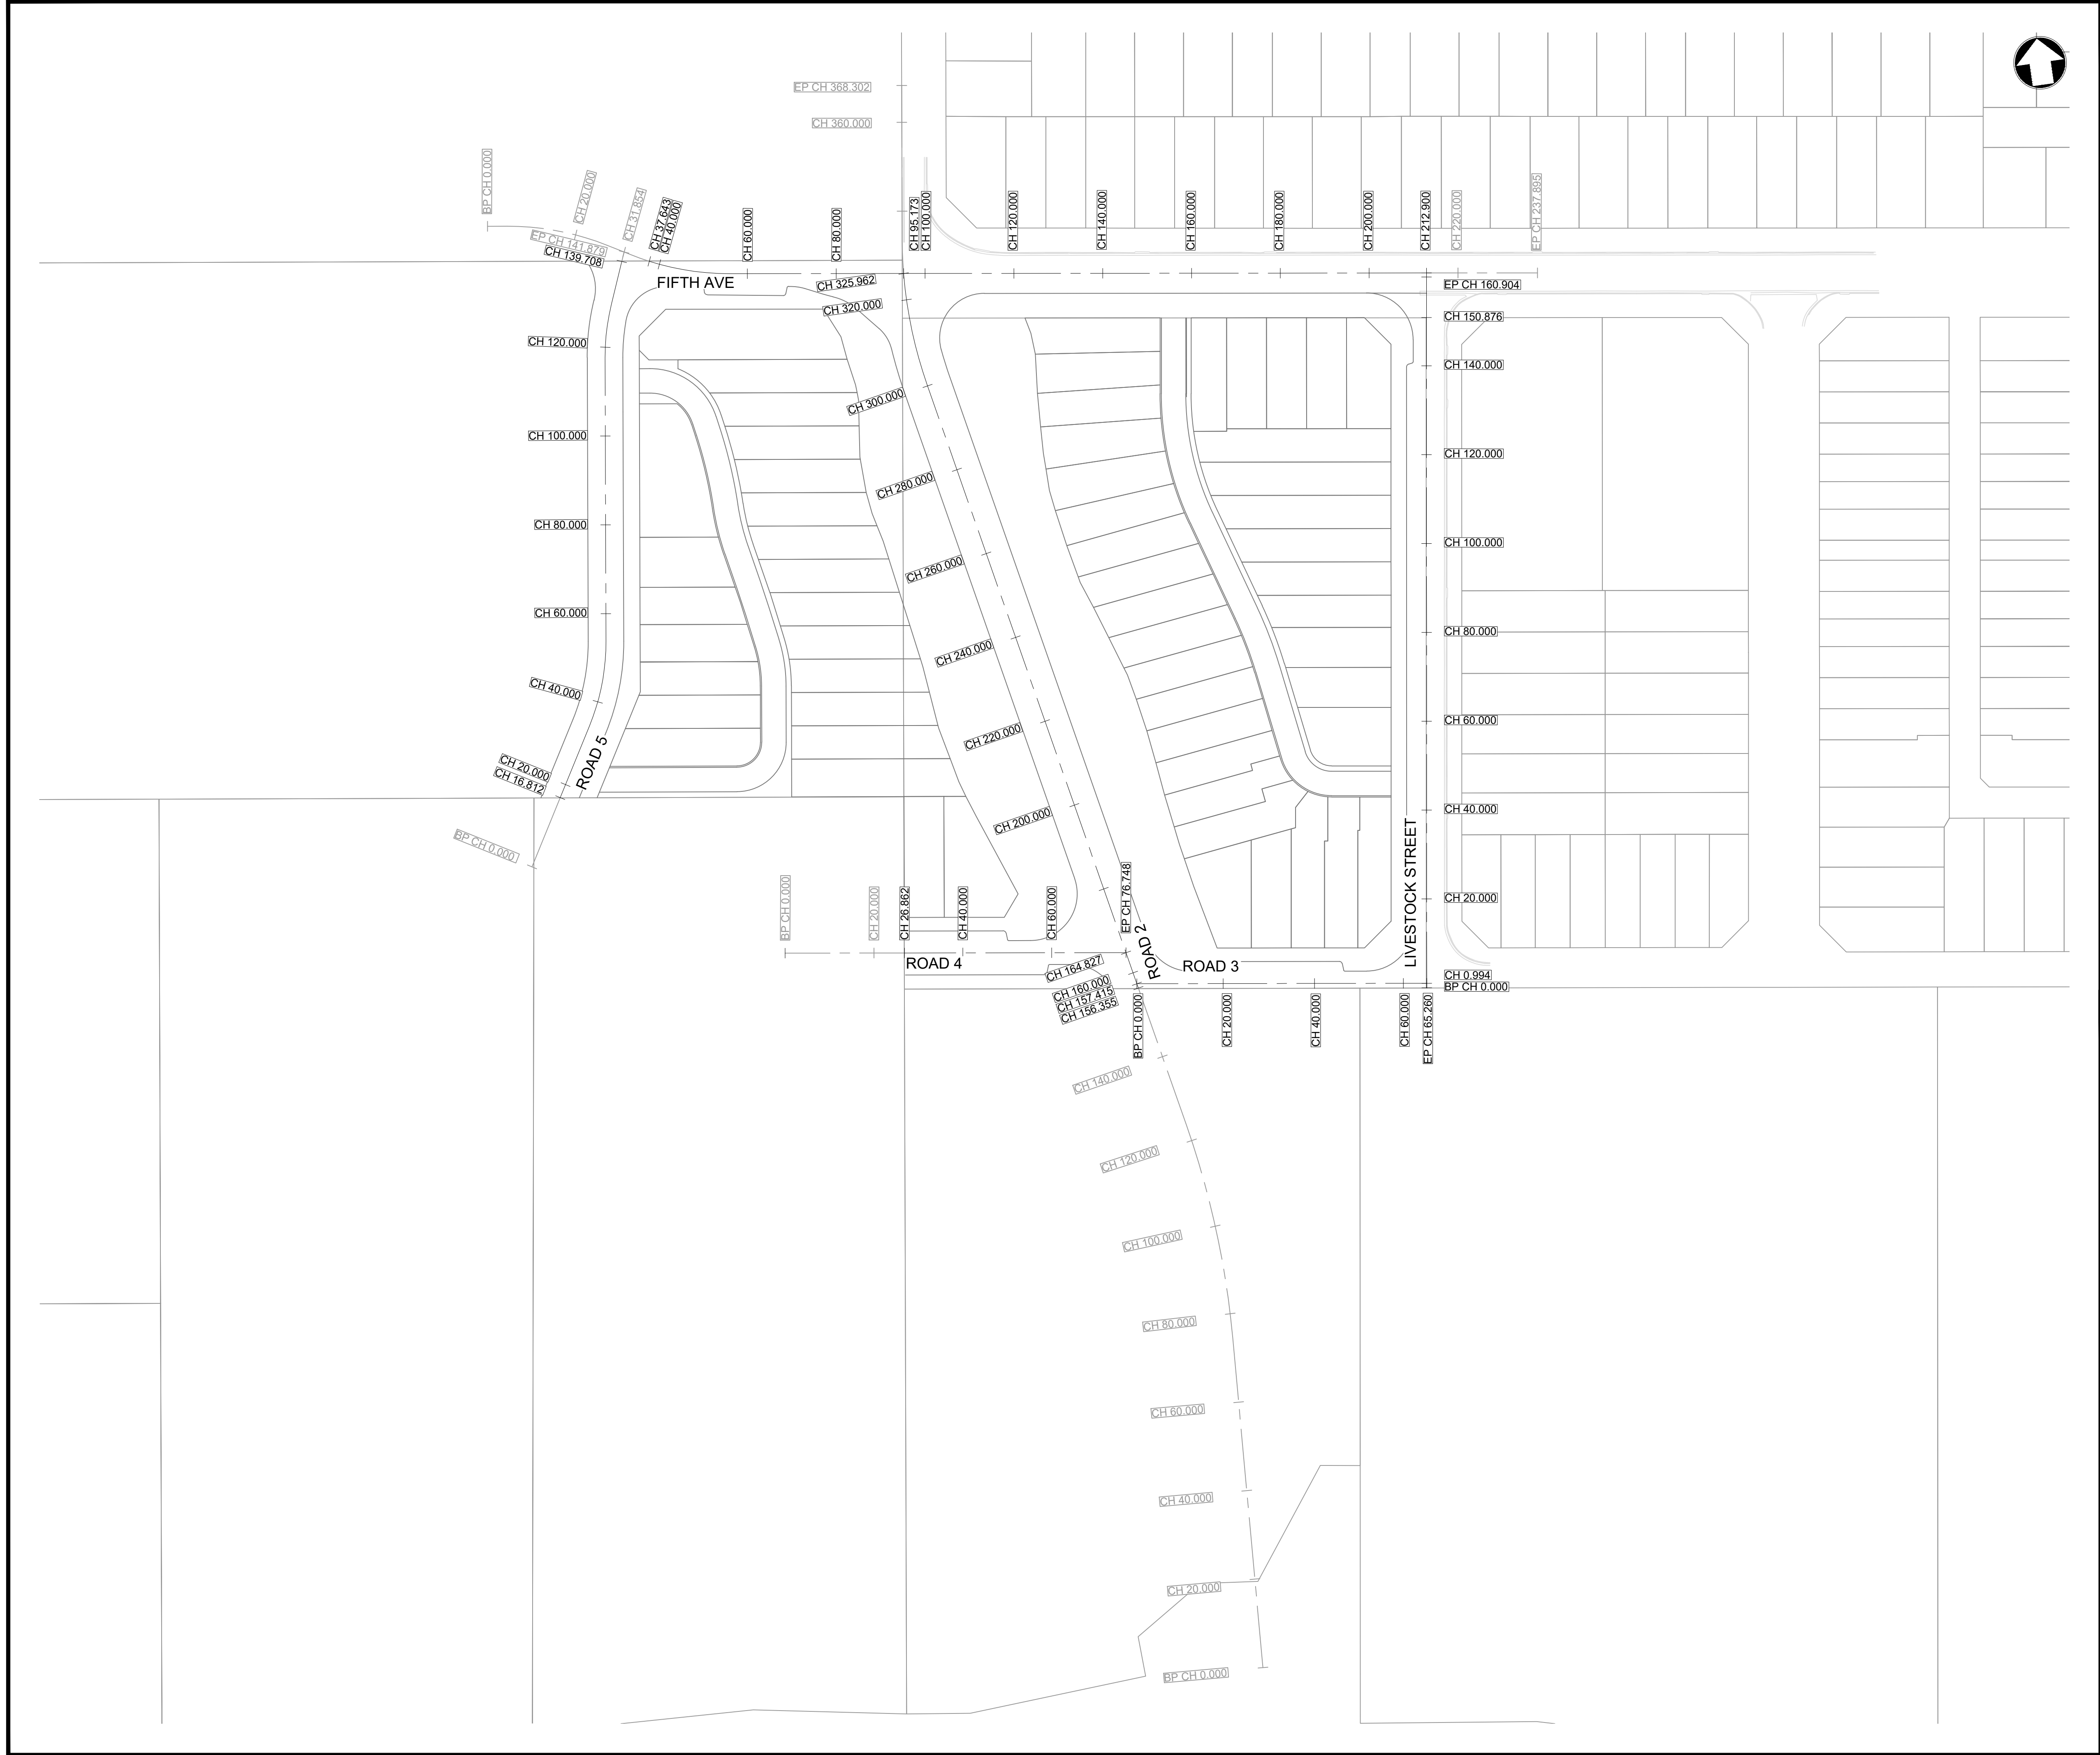 EP CH 368.302
CH 360.000
BP CH 0.000
CH 20.000
CH 31.854
CH 37.643
CH 40.000
CH 60.000
CH 80.000
CH 95.173
CH 100.000
CH 120.000
CH 140.000
CH 160.000
CH 180.000
CH 200.000
CH 212.900
CH 220.000
EP CH 237.895
EP CH 141.879
CH 139.708
FIFTH AVE
CH 325.962
CH 320.000
EP CH 160.904
CH 150.876
CH 140.000
CH 120.000
CH 100.000
CH 80.000
CH 60.000
CH 40.000
CH 20.000
CH 0.994
BP CH 0.000
LIVESTOCK STREET
CH 120.000
CH 100.000
CH 80.000
CH 60.000
CH 40.000
CH 20.000
CH 16.812
BP CH 0.000
ROAD 5
CH 300.000
CH 280.000
CH 260.000
CH 240.000
CH 220.000
CH 200.000
BP CH 0.000
CH 20.000
CH 26.862
CH 40.000
CH 60.000
EP CH 76.748
ROAD 4
ROAD 2
ROAD 3
CH 164.827
CH 160.000
CH 157.415
CH 156.355
BP CH 0.000
CH 20.000
CH 40.000
CH 60.000
EP CH 65.260
CH 140.000
CH 120.000
CH 100.000
CH 80.000
CH 60.000
CH 40.000
CH 20.000
BP CH 0.000